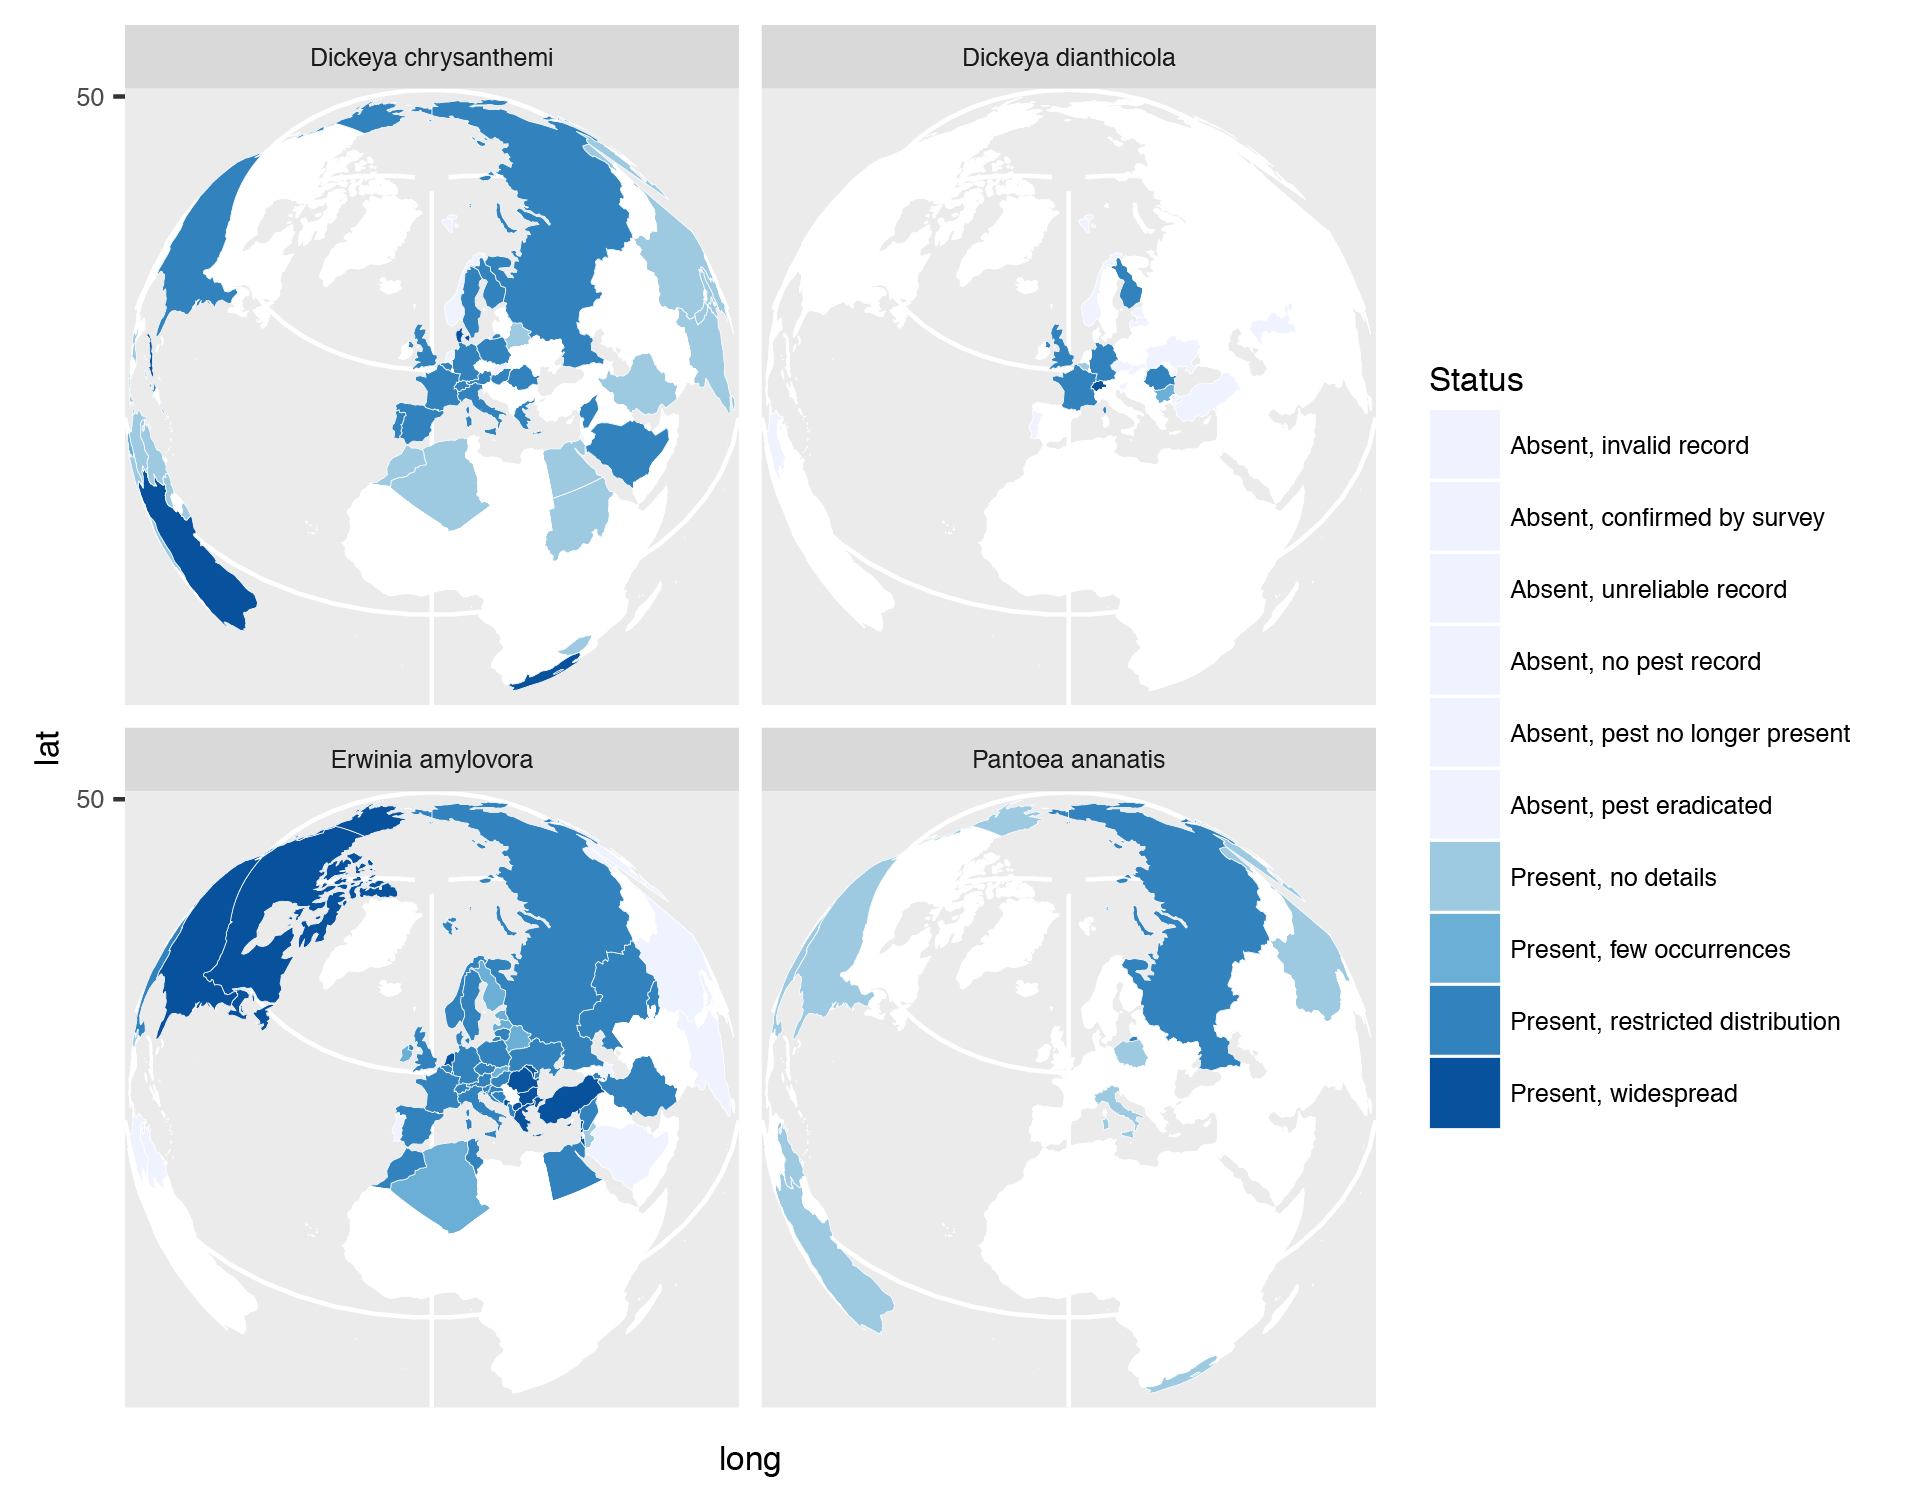 Dickeya chrysanthemi
Dickeya dianthicola
50
Erwinia amylovora
Pantoea ananatis
50
lat
long
Status
Absent, invalid record
Absent, confirmed by survey
Absent, unreliable record
Absent, no pest record
Absent, pest no longer present
Absent, pest eradicated
Present, no details
Present, few occurrences
Present, restricted distribution
Present, widespread